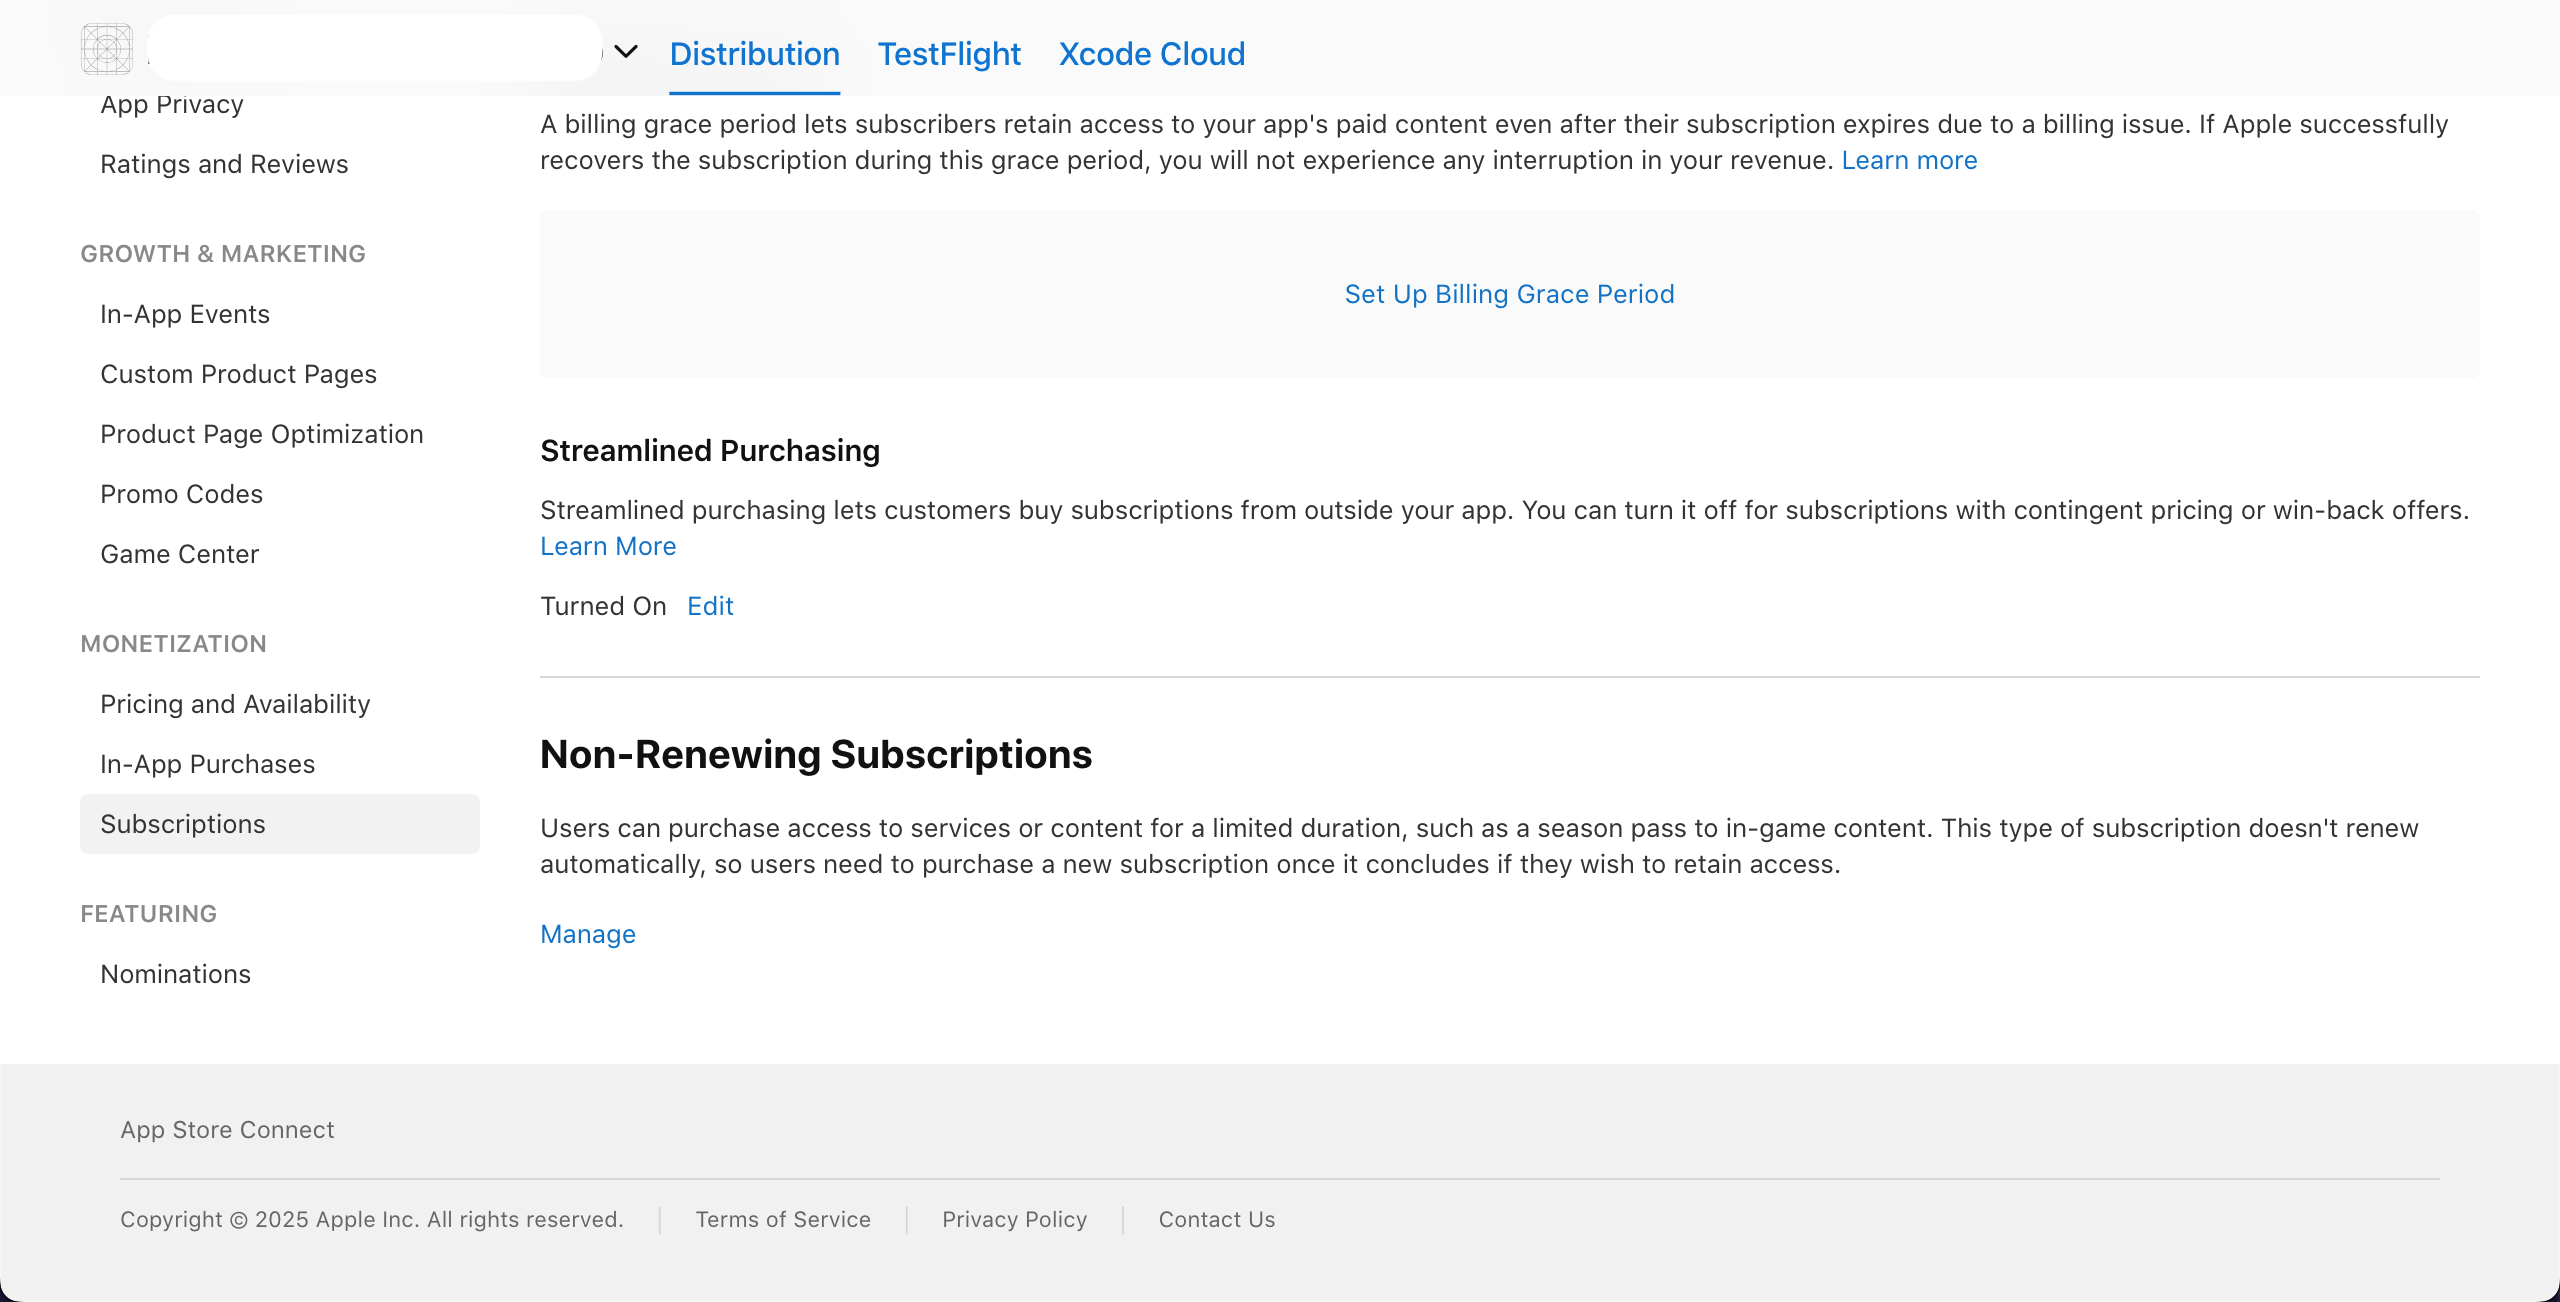 Distribution
TestFlight
Xcode Cloud
App Privacy
Ratings and Reviews
GROWTH & MARKETING
In-App Events
Custom Product Pages
Product Page Optimization
Promo Codes
Game Center
MONETIZATION
Pricing and Availability
In-App Purchases
Subscriptions
FEATURING
Nominations
A billing grace period lets subscribers retain access to your app's paid content even after their subscription expires due to a billing issue. If Apple successfully
recovers the subscription during this grace period, you will not experience any interruption in your revenue. Learn more
Set Up Billing Grace Period
Streamlined Purchasing
Streamlined purchasing lets customers buy subscriptions from outside your app. You can turn it off for subscriptions with contingent pricing or win-back offers.
Learn More
Turned On Edit
Non-Renewing Subscriptions
Users can purchase access to services or content for a limited duration, such as a season pass to in-game content. This type of subscription doesn't renew
automatically, so users need to purchase a new subscription once it concludes if they wish to retain access.
Manage
App Store Connect
Copyright © 2025 Apple Inc. All rights reserved.
Terms of Service
Privacy Policy
Contact Us